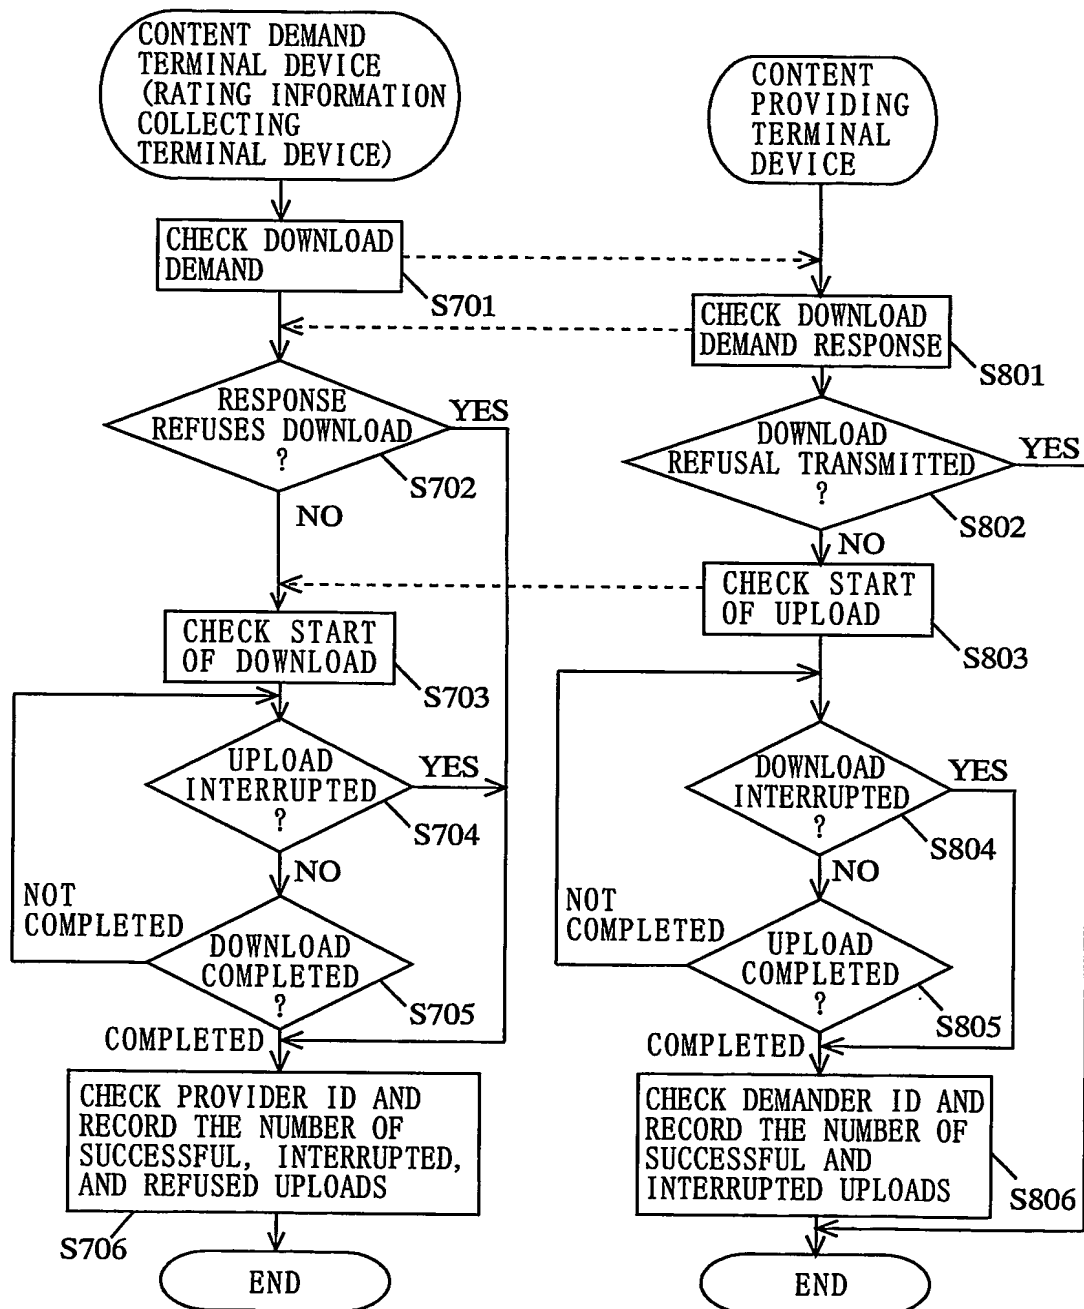 CONTENT DEMAND
TERMINAL DEVICE
(RATING INFORMATION
COLLECTING
TERMINAL DEVICE)
CHECK DOWNLOAD
DEMAND
S701
RESPONSE
REFUSES DOWNLOAD
?
YES
S702
NO
CHECK START
OF DOWNLOAD
S703
UPLOAD
INTERRUPTED
?
YES
S704
NO
NOT
COMPLETED
DOWNLOAD
COMPLETED
?
S705
COMPLETED
CHECK PROVIDER ID AND
RECORD THE NUMBER OF
SUCCESSFUL, INTERRUPTED,
AND REFUSED UPLOADS
S706
END
CONTENT
PROVIDING
TERMINAL
DEVICE
CHECK DOWNLOAD
DEMAND RESPONSE
S801
DOWNLOAD
REFUSAL TRANSMITTED
?
YES
S802
NO
CHECK START
OF UPLOAD
S803
DOWNLOAD
INTERRUPTED
?
YES
S804
NO
NOT
COMPLETED
UPLOAD
COMPLETED
?
S805
COMPLETED
CHECK DEMANDER ID AND
RECORD THE NUMBER OF
SUCCESSFUL AND
INTERRUPTED UPLOADS
S806
END